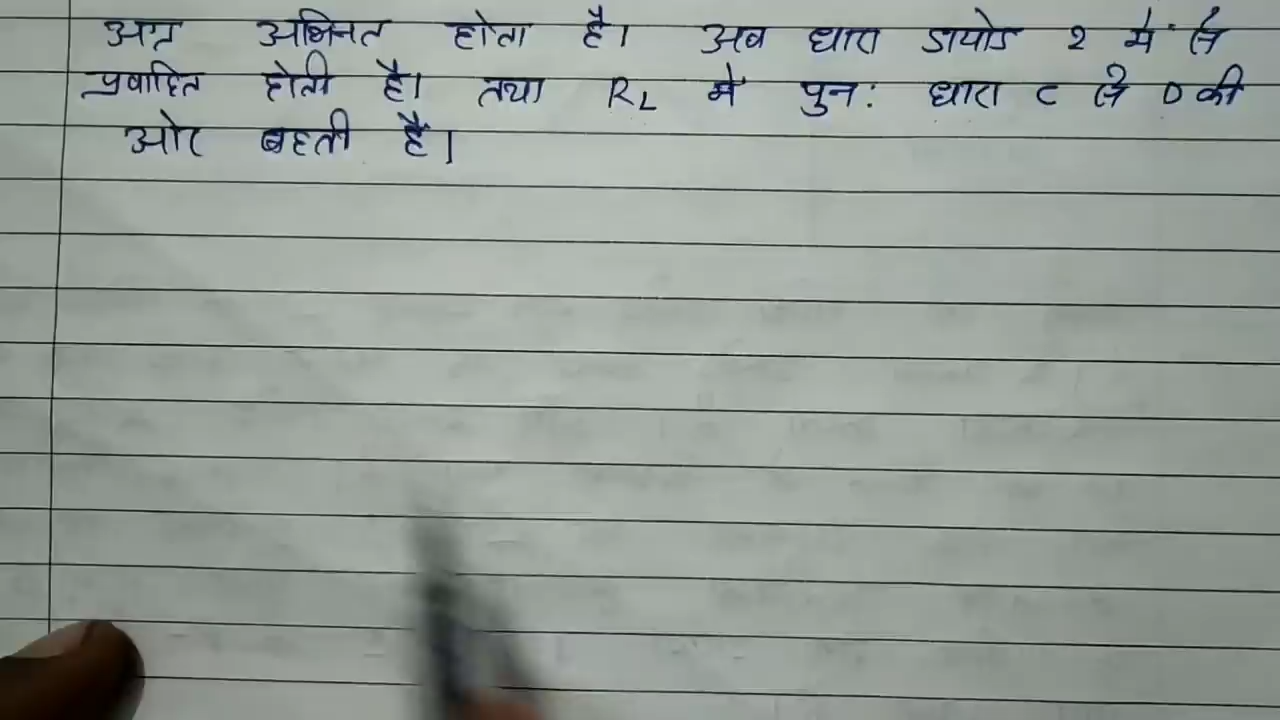 अग्र अभिनत होता है। अब धारा डायोड 2 में से
प्रवाहित होती है। तथा RL में पुन: धारा C से D की
ओर बहती है।